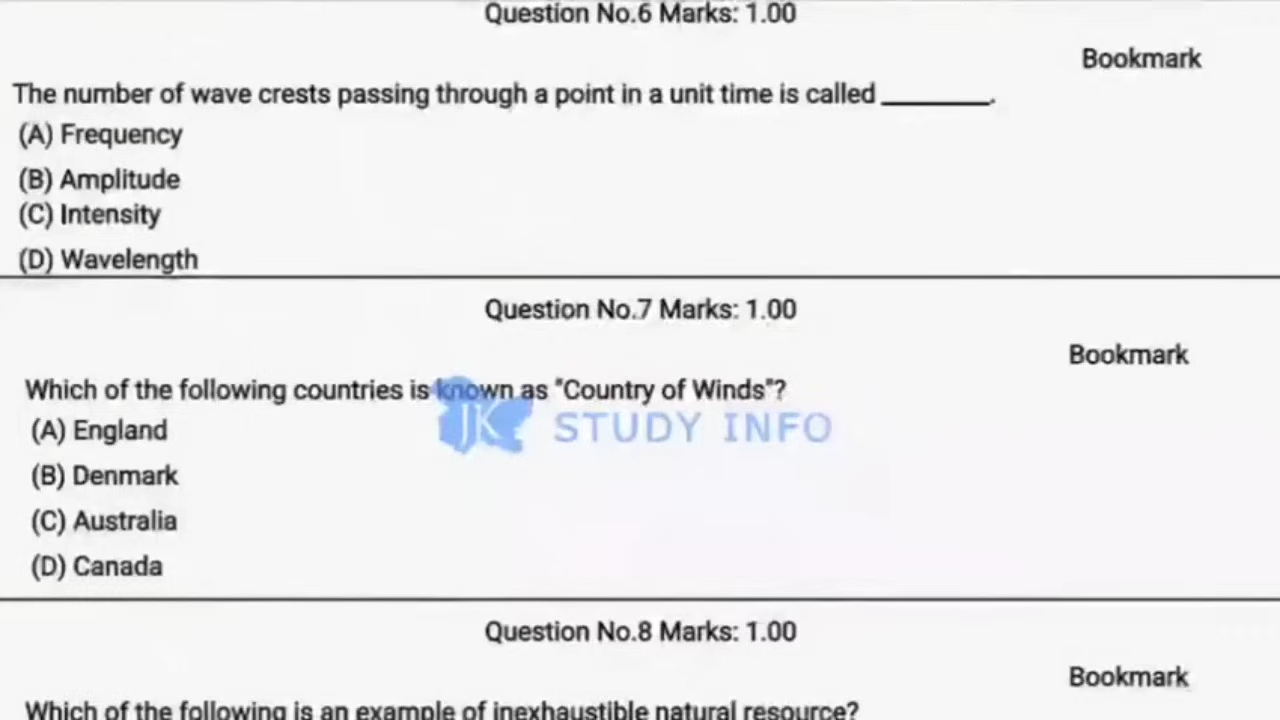 Question No.6 Marks: 1.00
Bookmark
The number of wave crests passing through a point in a unit time is called ________.
(A) Frequency
(B) Amplitude
(C) Intensity
(D) Wavelength
Question No.7 Marks: 1.00
Bookmark
Which of the following countries is known as "Country of Winds"?
JK STUDY INFO
(A) England
(B) Denmark
(C) Australia
(D) Canada
Question No.8 Marks: 1.00
Bookmark
Which of the following is an example of inexhaustible natural resource?